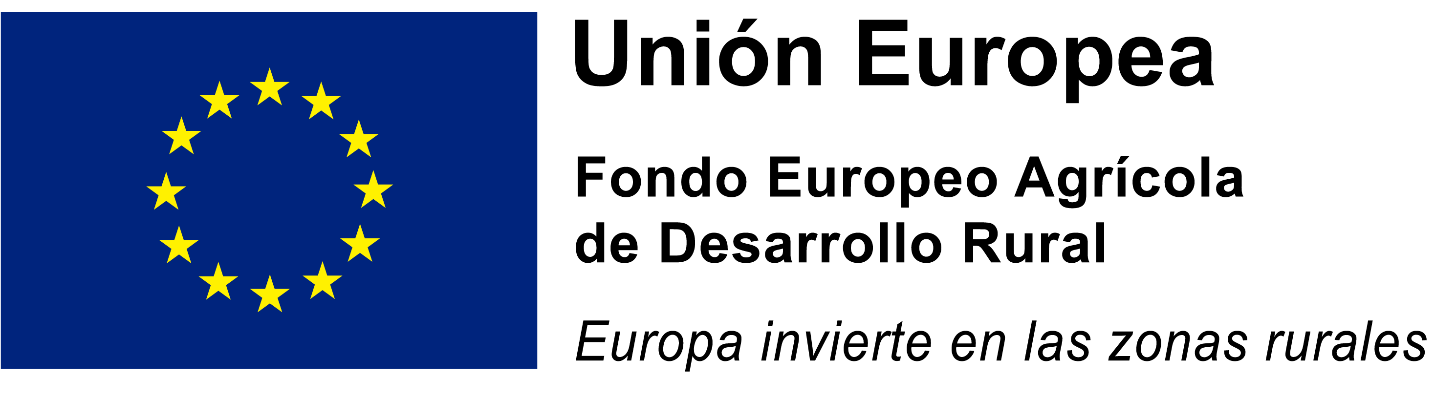 Unión Europea
Fondo Europeo Agrícola
de Desarrollo Rural
Europa invierte en las zonas rurales